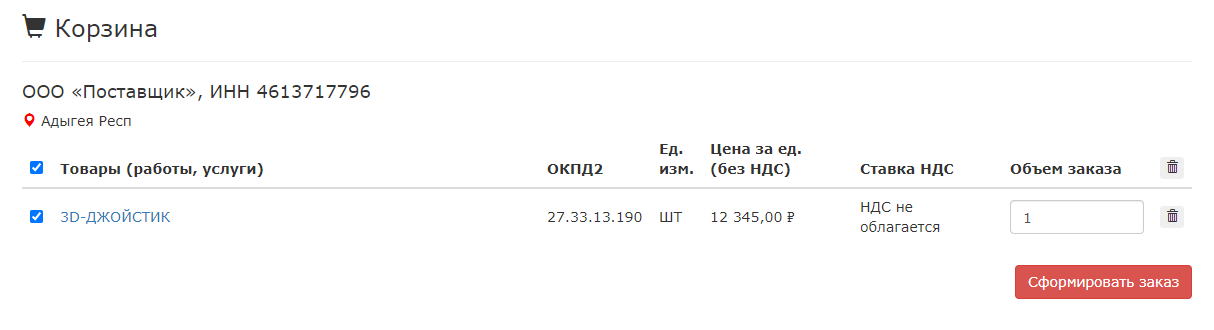 Корзина
ООО «Поставщик», ИНН 4613717796
Адыгея Респ
Товары (работы, услуги) ОКПД2 Ед. изм. Цена за ед. (без НДС) Ставка НДС Объем заказа
3D-ДЖОЙСТИК 27.33.13.190 ШТ 12 345,00 ₽ НДС не облагается 1
Сформировать заказ